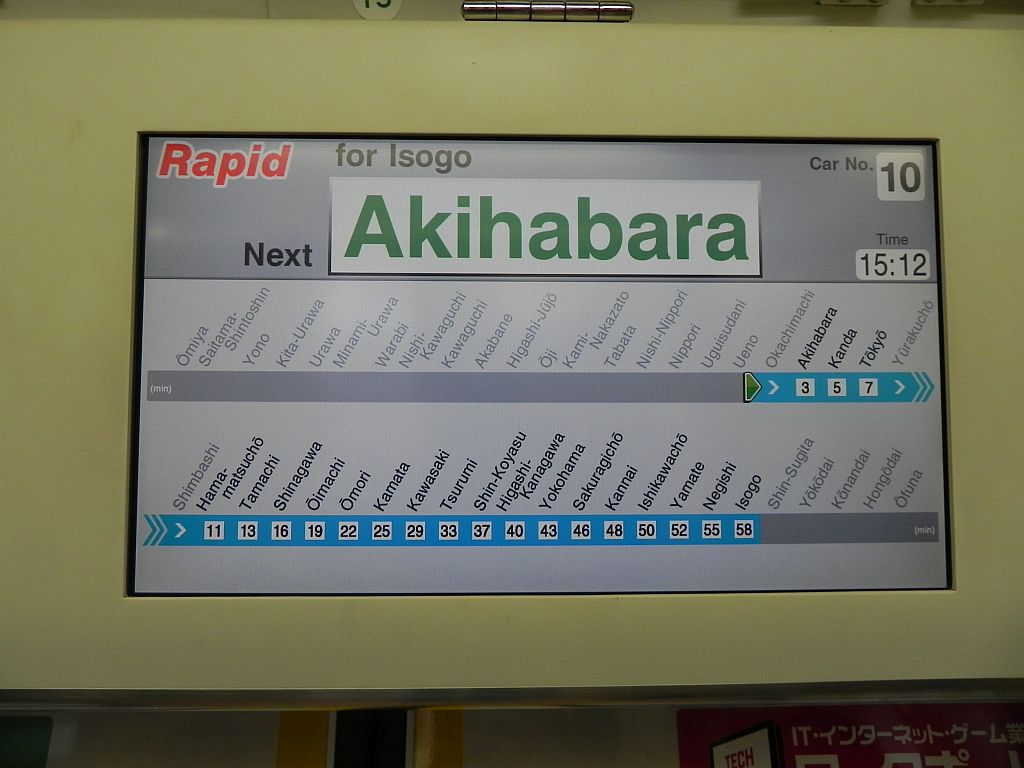 15
Rapid for Isogo Car No. 10
Next Akihabara
Time
15:12
Ōmiya
Saitama-
Shintoshin
Yono
Kita-Urawa
Urawa
Minami-
Urawa
Warabi
Nishi-
Kawaguchi
Kawaguchi
Akabane
Higashi-Jūjō
Ōji
Kami-
Nakazato
Tabata
Nishi-Nippori
Nippori
Uguisudani
Ueno
Okachimachi
Akihabara
Kanda
Tōkyō
Yūrakuchō
(min) 3 5 7
Shimbashi
Hama-
matsuchō
Tamachi
Shinagawa
Ōimachi
Ōmori
Kamata
Kawasaki
Tsurumi
Shin-Koyasu
Higashi-
Kanagawa
Yokohama
Sakuragichō
Kannai
Ishikawachō
Yamate
Negishi
Isogo
Shin-Sugita
Yōkōdai
Kōnandai
Hongōdai
Ōfuna
11 13 16 19 22 25 29 33 37 40 43 46 48 50 52 55 58 (min)
IT・インターネット・ゲーム業
TECH